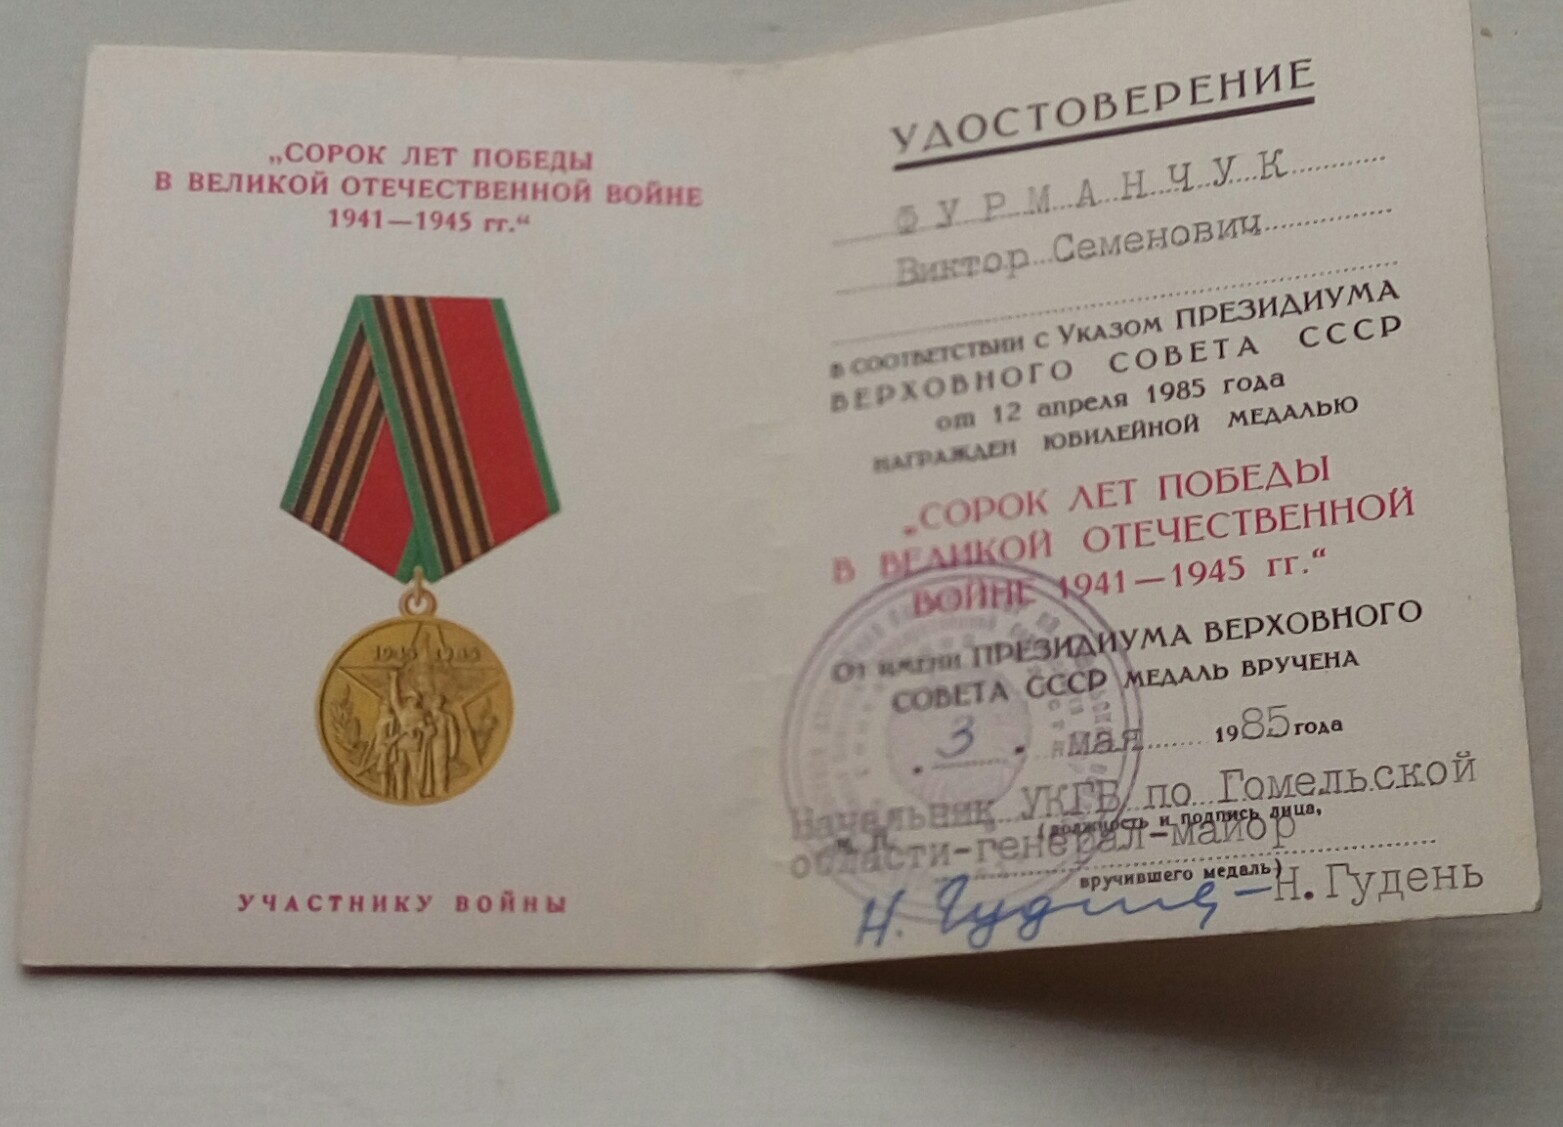 „СОРОК ЛЕТ ПОБЕДЫ
В ВЕЛИКОЙ ОТЕЧЕСТВЕННОЙ ВОЙНЕ
1941—1945 гг.“
1945 1985
УЧАСТНИКУ ВОЙНЫ
УДОСТОВЕРЕНИЕ
ФУРМАНЧУК
Виктор Семенович
В СООТВЕТСТВИИ С УКАЗОМ ПРЕЗИДИУМА
ВЕРХОВНОГО СОВЕТА СССР
от 12 апреля 1985 года
НАГРАЖДЕН ЮБИЛЕЙНОЙ МЕДАЛЬЮ
„СОРОК ЛЕТ ПОБЕДЫ
В ВЕЛИКОЙ ОТЕЧЕСТВЕННОЙ
ВОЙНЕ 1941—1945 гг.“
ОТ ИМЕНИ ПРЕЗИДИУМА ВЕРХОВНОГО
СОВЕТА СССР МЕДАЛЬ ВРУЧЕНА
3 мая 1985 года
Начальник УКГБ по Гомельской
М. П. (должность и подпись лица,
области-генерал-майор
вручившего медаль)
Н. Гудень — Н.Гудень